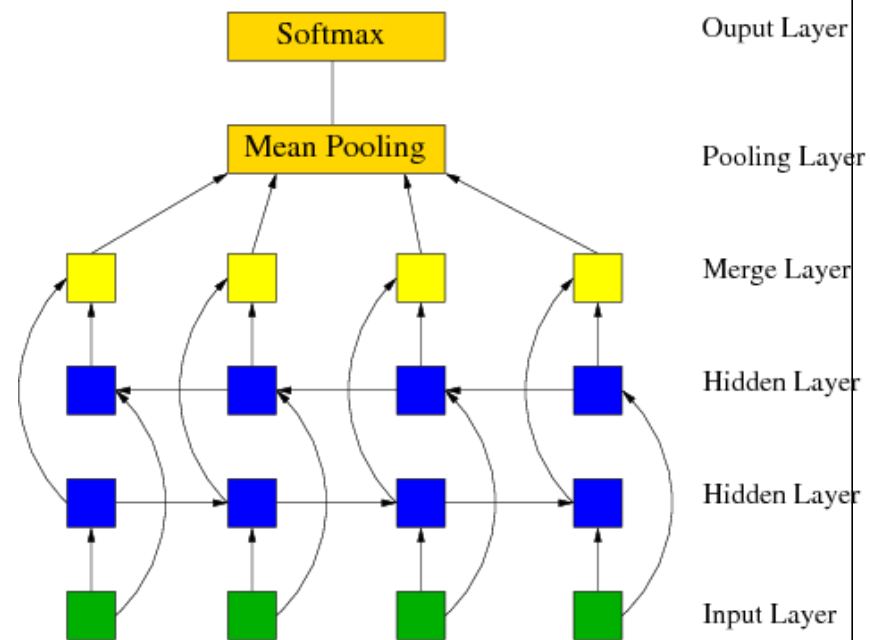 Softmax
Ouput Layer
Mean Pooling
Pooling Layer
Merge Layer
Hidden Layer
Hidden Layer
Input Layer